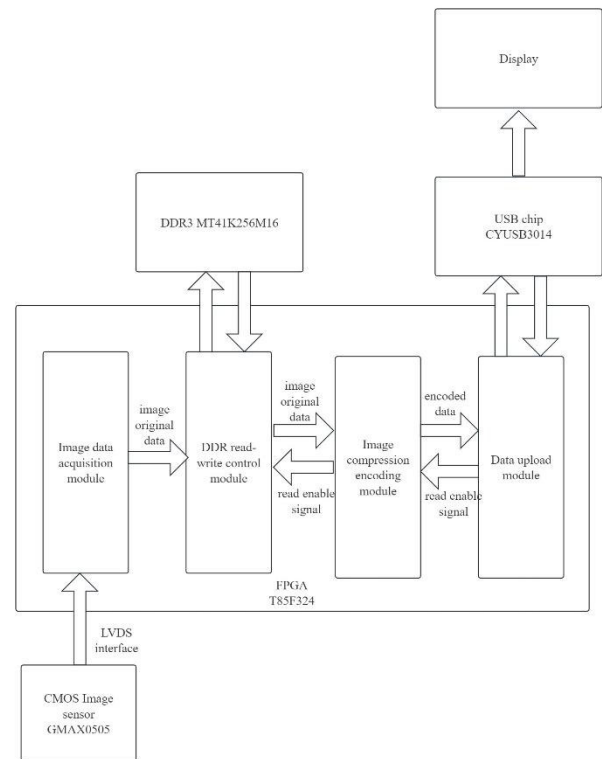 Display
DDR3 MT41K256M16
USB chip
CYUSB3014
Image data
acquisition
module
image
original
data
DDR read-
write control
module
image
original
data
read enable
signal
Image
compression
encoding
module
encoded
data
read enable
signal
Data upload
module
FPGA
T85F324
LVDS
interface
CMOS Image
sensor
GMAX0505